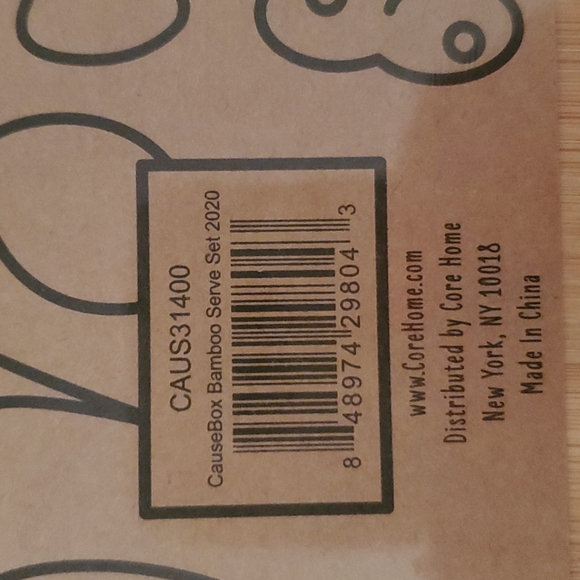 CAUS31400
CauseBox Bamboo Serve Set 2020
8 48974 29804 3
www.CoreHome.com
Distributed by Core Home
New York, NY 10018
Made In China